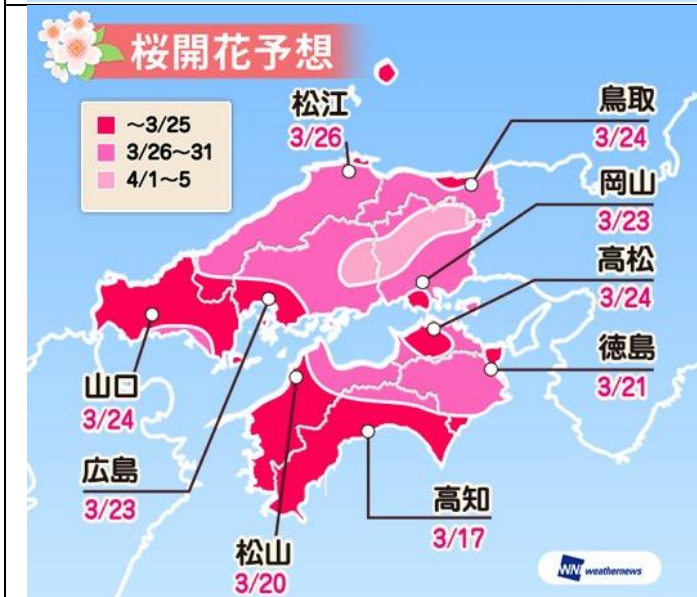 桜開花予想
~3/25
3/26~31
4/1~5
松江
3/26
鳥取
3/24
岡山
3/23
高松
3/24
徳島
3/21
山口
3/24
広島
3/23
松山
3/20
高知
3/17
WN weathernews